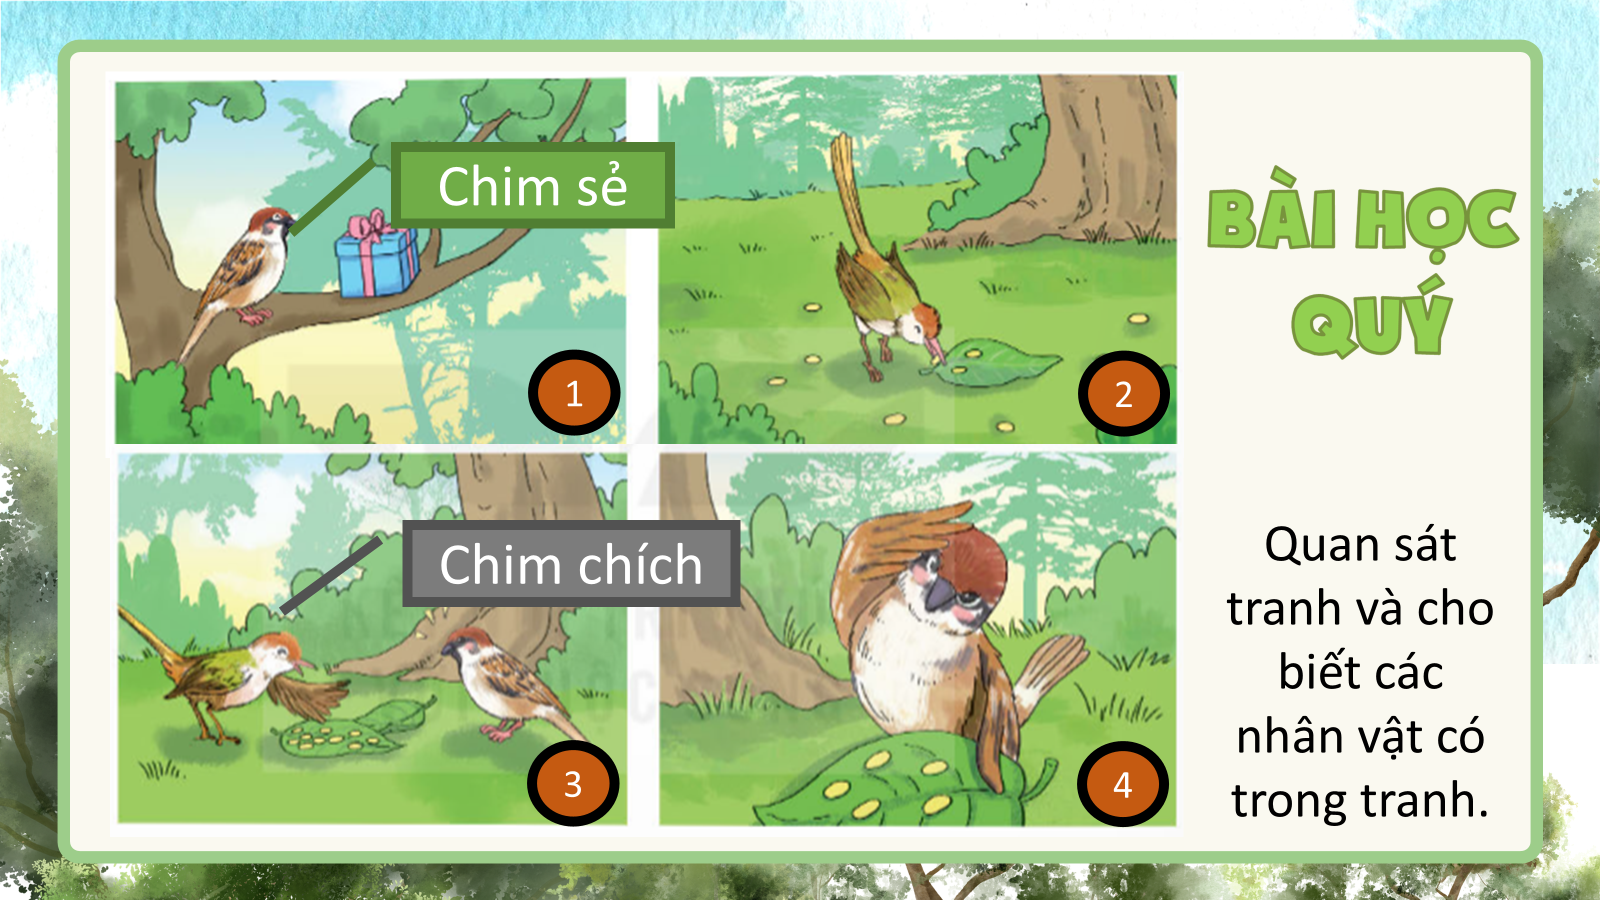 Chim sẻ
1
2
Chim chích
3
4
BÀI HỌC
QUÝ
Quan sát
tranh và cho
biết các
nhân vật có
trong tranh.